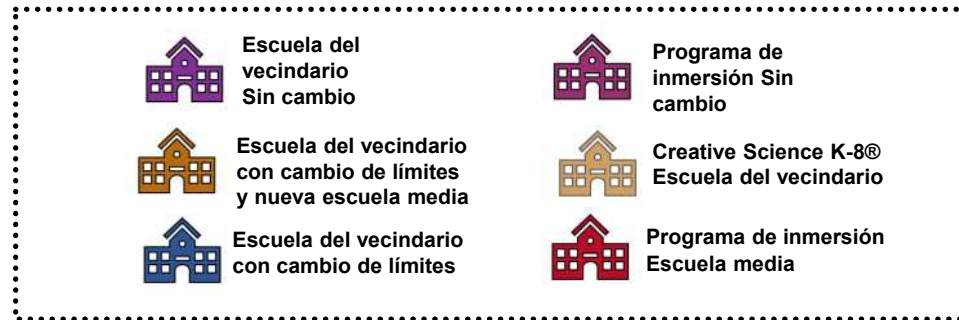 Escuela del
vecindario
Sin cambio
Programa de
inmersión Sin
cambio
Escuela del vecindario
con cambio de límites
y nueva escuela media
Creative Science K-8®
Escuela del vecindario
Escuela del vecindario
con cambio de límites
Programa de inmersión
Escuela media